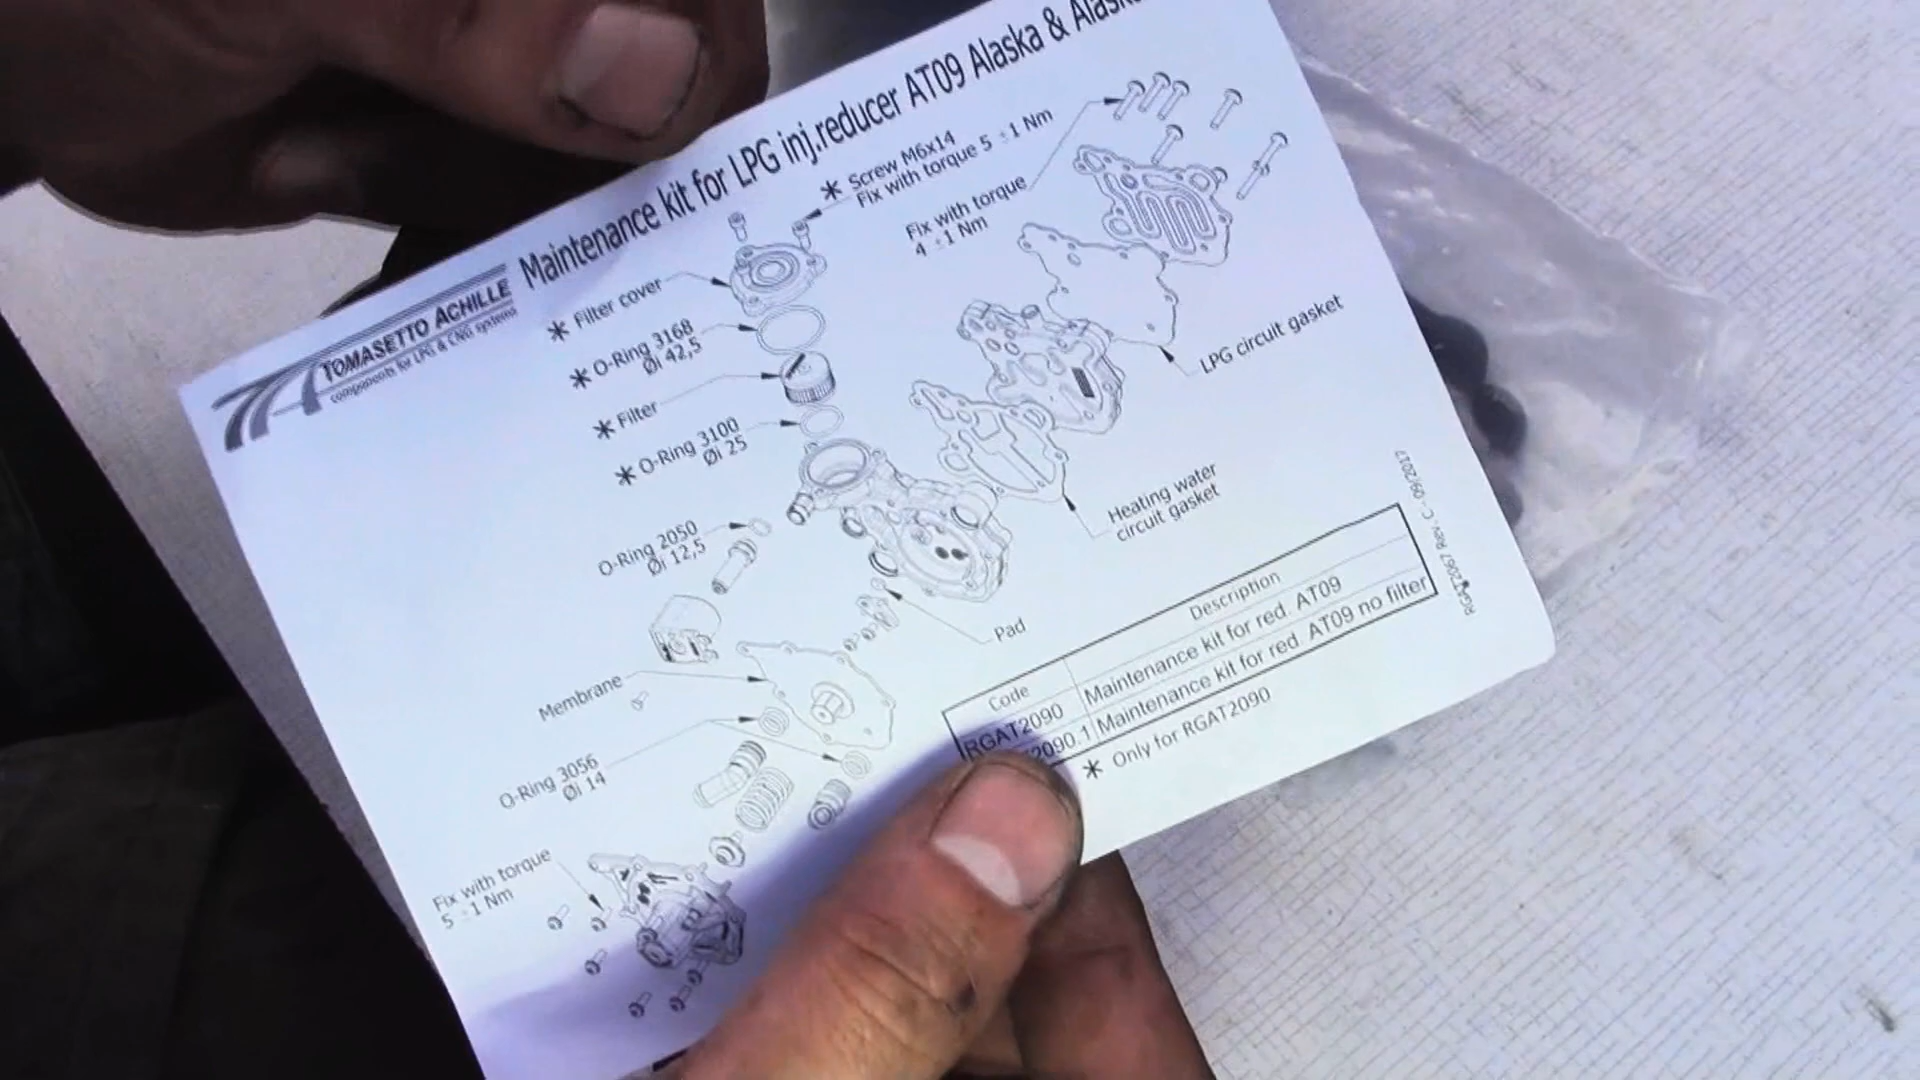 TOMASETTO ACHILLE
components for LPG & CNG systems
Maintenance kit for LPG inj.reducer AT09 Alaska & Alaska
* Screw M6x14
Fix with torque 5 ÷1 Nm
Fix with torque
4 ÷1 Nm
* Filter cover
* O-Ring 3168
Øi 42,5
* Filter
* O-Ring 3100
Øi 25
O-Ring 2050
Øi 12,5
LPG circuit gasket
Heating water
circuit gasket
Pad
Membrane
O-Ring 3056
Øi 14
Fix with torque
5 ÷1 Nm
Code Description
RGAT2090 Maintenance kit for red. AT09
2090.1 Maintenance kit for red. AT09 no filter
* Only for RGAT2090
RGAT2067 Rev. C - 09/2017